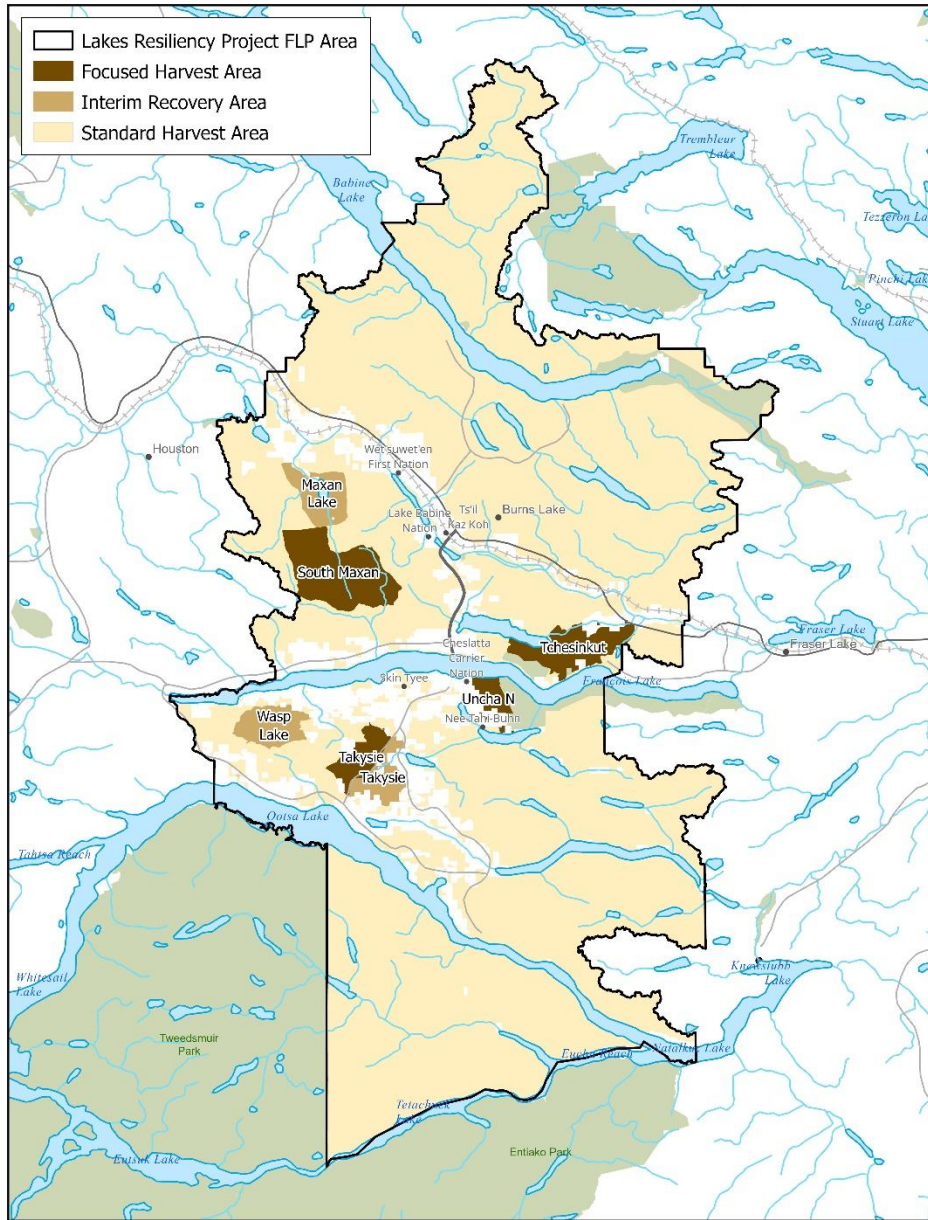 Lakes Resiliency Project FLP Area
Focused Harvest Area
Interim Recovery Area
Standard Harvest Area
Trembleur
Lake
Babine
Lake
Tezzeron Lak
Pinchi Lake
Stuart Lake
Houston
Wet'suwet'en
First Nation
Maxan
Lake
Lake Babine
Nation
Ts'il
Kaz Koh
Burns Lake
South Maxan
Tchesinkut
Fraser Lake
Fraser Lake
Cheslatta
Carrier
Nation
Skin Tyee
François Lake
Uncha N
Nee-Tahi-Buhn
Wasp
Lake
Takysie
Takysie
Ootsa Lake
Tahtsa Reach
Whitesail
Lake
Knewstubb
Lake
Tweedsmuir
Park
Euchu Reach
Natalkuz Lake
Tetachuck
Lake
Entiako Park
Eutsuk Lake